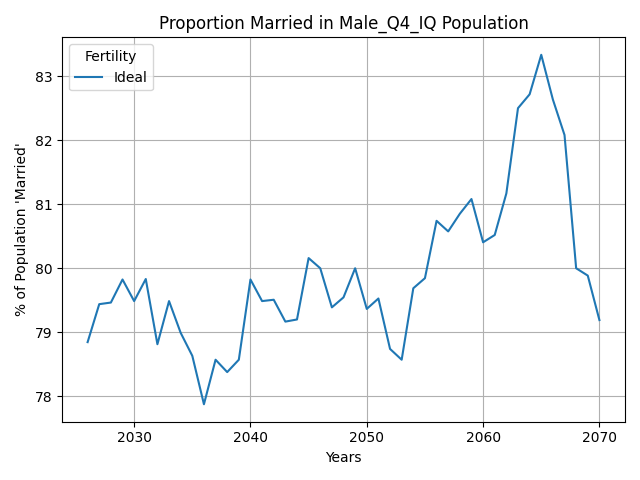 Proportion Married in Male_Q4_IQ Population
Fertility
Ideal
% of Population 'Married'
83
82
81
80
79
78
2030
2040
2050
2060
2070
Years